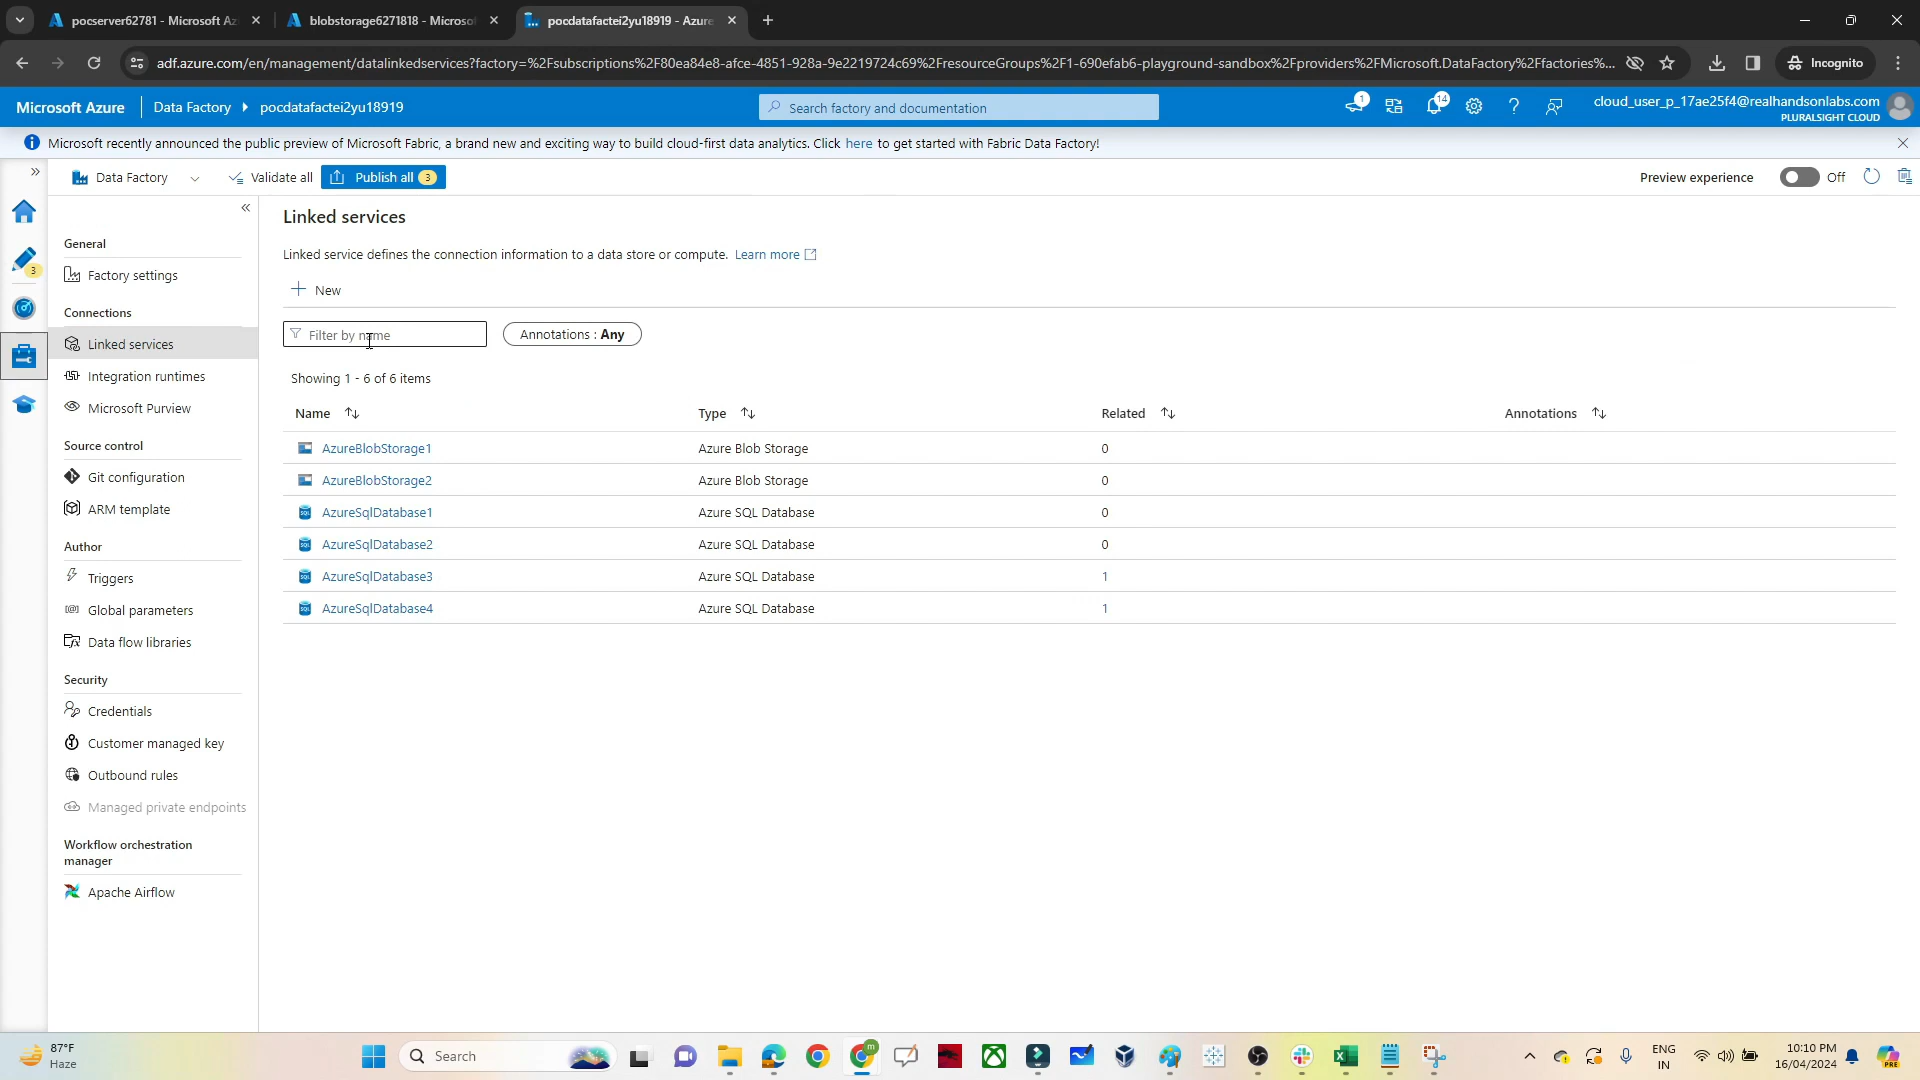 pocserver62781 - Microsoft Az
blobstorage6271818 - Microso
pocdatafactei2yu18919 - Azure
adf.azure.com/en/management/datalinkedservices?factory=%2Fsubscriptions%2F80ea84e8-afce-4851-928a-9e2219724c69%2FresourceGroups%2F1-690efab6-playground-sandbox%2Fproviders%2FMicrosoft.DataFactory%2Ffactories%...
Incognito
Microsoft Azure
Data Factory
pocdatafactei2yu18919
Search factory and documentation
1
14
cloud_user_p_17ae25f4@realhandsonlabs.com
PLURALSIGHT CLOUD
Microsoft recently announced the public preview of Microsoft Fabric, a brand new and exciting way to build cloud-first data analytics. Click here to get started with Fabric Data Factory!
Data Factory
Validate all
Publish all 3
Preview experience
Off
3
General
Factory settings
Connections
Linked services
Integration runtimes
Microsoft Purview
Source control
Git configuration
ARM template
Author
Triggers
Global parameters
Data flow libraries
Security
Credentials
Customer managed key
Outbound rules
Managed private endpoints
Workflow orchestration
manager
Apache Airflow
Linked services
Linked service defines the connection information to a data store or compute. Learn more
New
Filter by name
Annotations : Any
Showing 1 - 6 of 6 items
Name Type Related Annotations
AzureBlobStorage1 Azure Blob Storage 0
AzureBlobStorage2 Azure Blob Storage 0
AzureSqlDatabase1 Azure SQL Database 0
AzureSqlDatabase2 Azure SQL Database 0
AzureSqlDatabase3 Azure SQL Database 1
AzureSqlDatabase4 Azure SQL Database 1
87°F
Haze
Search
m
ENG
IN
10:10 PM
16/04/2024
PRE